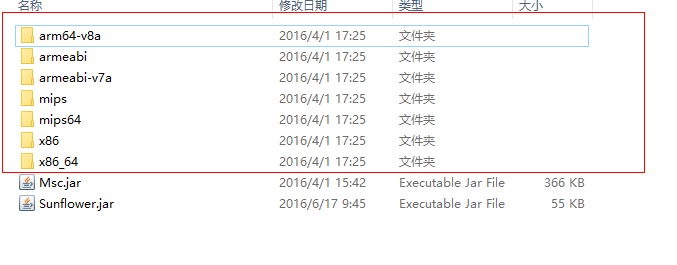 名称 修改日期 类型 大小
arm64-v8a 2016/4/1 17:25 文件夹
armeabi 2016/4/1 17:25 文件夹
armeabi-v7a 2016/4/1 17:25 文件夹
mips 2016/4/1 17:25 文件夹
mips64 2016/4/1 17:25 文件夹
x86 2016/4/1 17:25 文件夹
x86_64 2016/4/1 17:25 文件夹
Msc.jar 2016/4/1 15:42 Executable Jar File 366 KB
Sunflower.jar 2016/6/17 9:45 Executable Jar File 55 KB